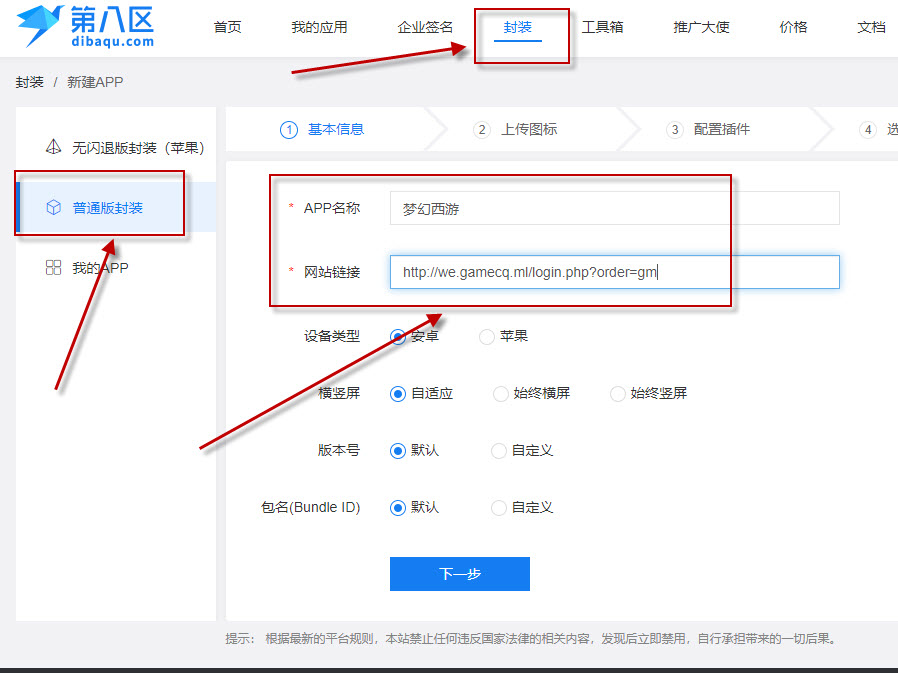 第八区
dibaqu.com
首页 我的应用 企业签名 封装 工具箱 推广大使 价格 文档
封装 / 新建APP
1 基本信息 2 上传图标 3 配置插件 4 选
无闪退版封装（苹果）
普通版封装
我的APP
* APP名称 梦幻西游
* 网站链接 http://we.gamecq.ml/login.php?order=gm
设备类型 安卓 苹果
横竖屏 自适应 始终横屏 始终竖屏
版本号 默认 自定义
包名(Bundle ID) 默认 自定义
下一步
提示： 根据最新的平台规则，本站禁止任何违反国家法律的相关内容，发现后立即禁用，自行承担带来的一切后果。